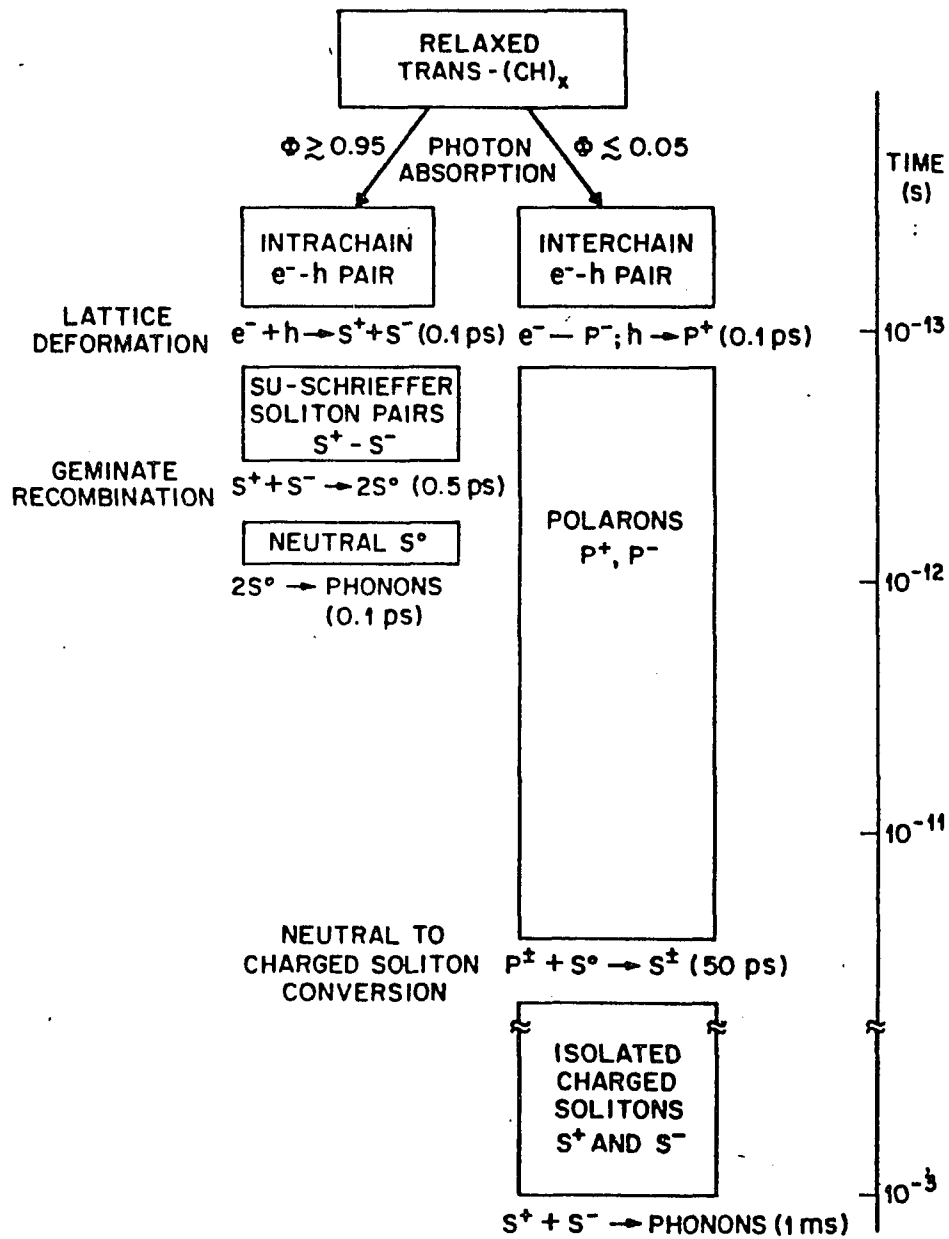 RELAXED
TRANS-(CH)ₓ
Φ ≳ 0.95
PHOTON
ABSORPTION
Φ ≲ 0.05
TIME
(s)
INTRACHAIN
e⁻-h PAIR
INTERCHAIN
e⁻-h PAIR
LATTICE
DEFORMATION
e⁻ + h → S⁺ + S⁻ (0.1 ps)
e⁻ — P⁻; h → P⁺ (0.1 ps)
10⁻¹³
SU-SCHRIEFFER
SOLITON PAIRS
S⁺ - S⁻
GEMINATE
RECOMBINATION
S⁺ + S⁻ → 2S° (0.5 ps)
NEUTRAL S°
2S° → PHONONS
(0.1 ps)
POLARONS
P⁺, P⁻
10⁻¹²
10⁻¹¹
NEUTRAL TO
CHARGED SOLITON
CONVERSION
P± + S° → S± (50 ps)
ISOLATED
CHARGED
SOLITONS
S⁺ AND S⁻
10⁻³
S⁺ + S⁻ → PHONONS (1 ms)